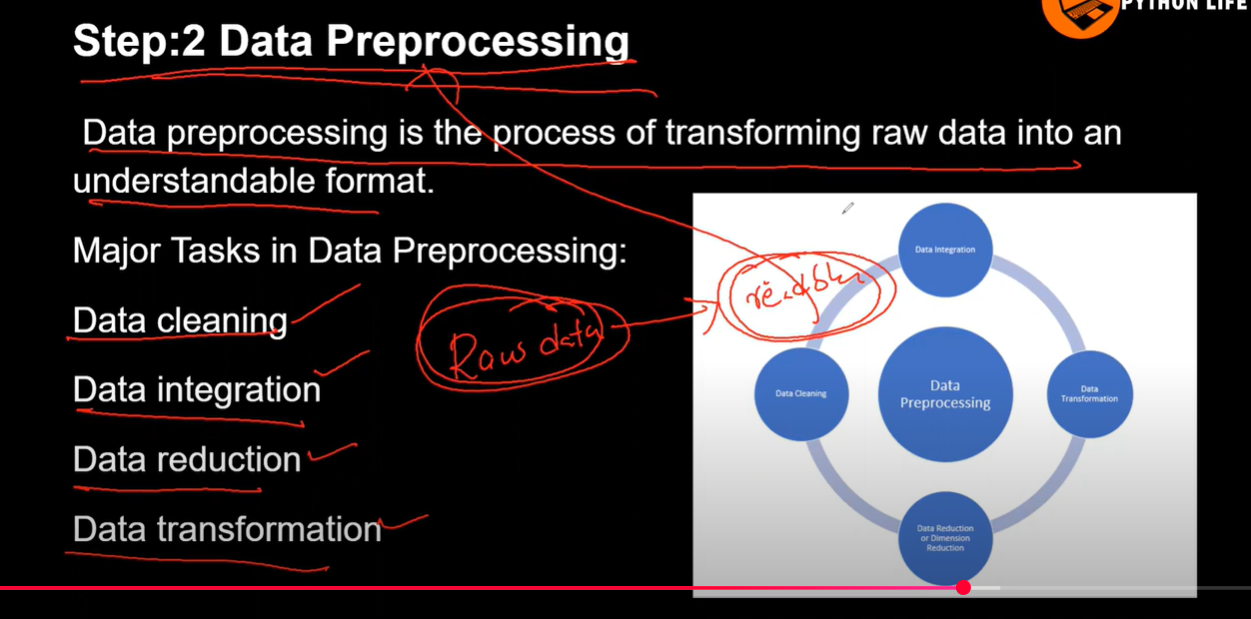 PYTHON LIFE
Step:2 Data Preprocessing
Data preprocessing is the process of transforming raw data into an
understandable format.
Major Tasks in Data Preprocessing:
Data cleaning
Data integration
Data reduction
Data transformation
Raw data
Data Integration
Data Cleaning
Data
Preprocessing
Data
Transformation
Data Reduction
or Dimension
Reduction